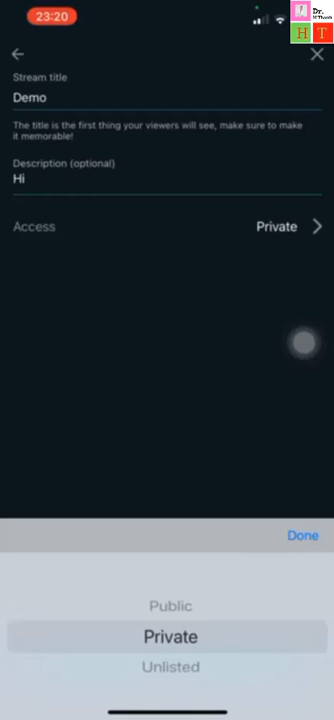 23:20
Dr.
H T
Stream title
Demo
The title is the first thing your viewers will see, make sure to make
it memorable!
Description (optional)
Hi
Access Private
Done
Public
Private
Unlisted